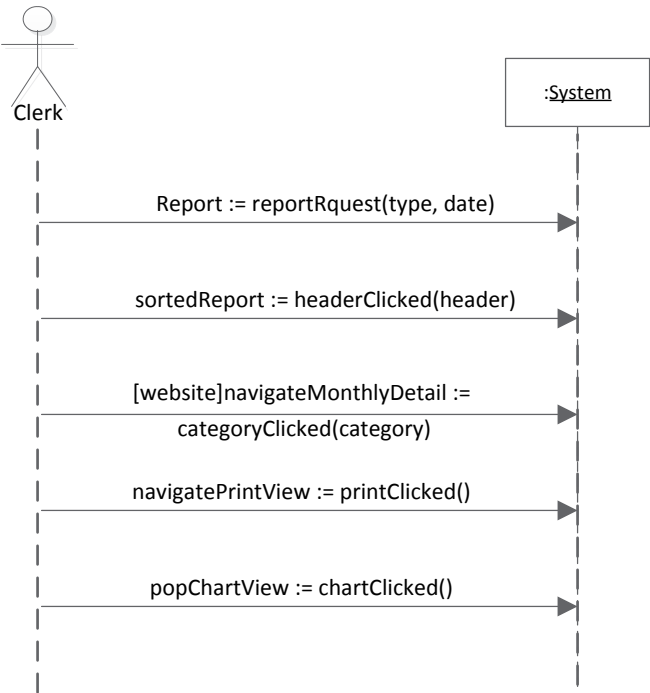 Clerk
:System
Report := reportRquest(type, date)
sortedReport := headerClicked(header)
[website]navigateMonthlyDetail :=
categoryClicked(category)
navigatePrintView := printClicked()
popChartView := chartClicked()